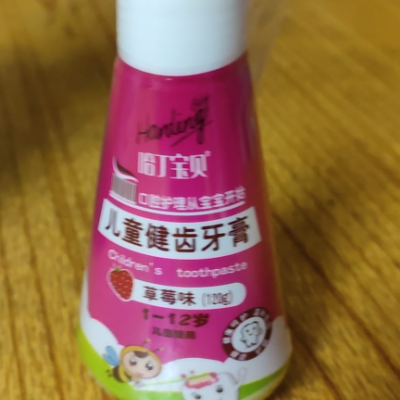 哈丁宝贝
口腔护理从宝宝开始
儿童健齿牙膏
Children's toothpaste
草莓味 (120g)
1-12岁